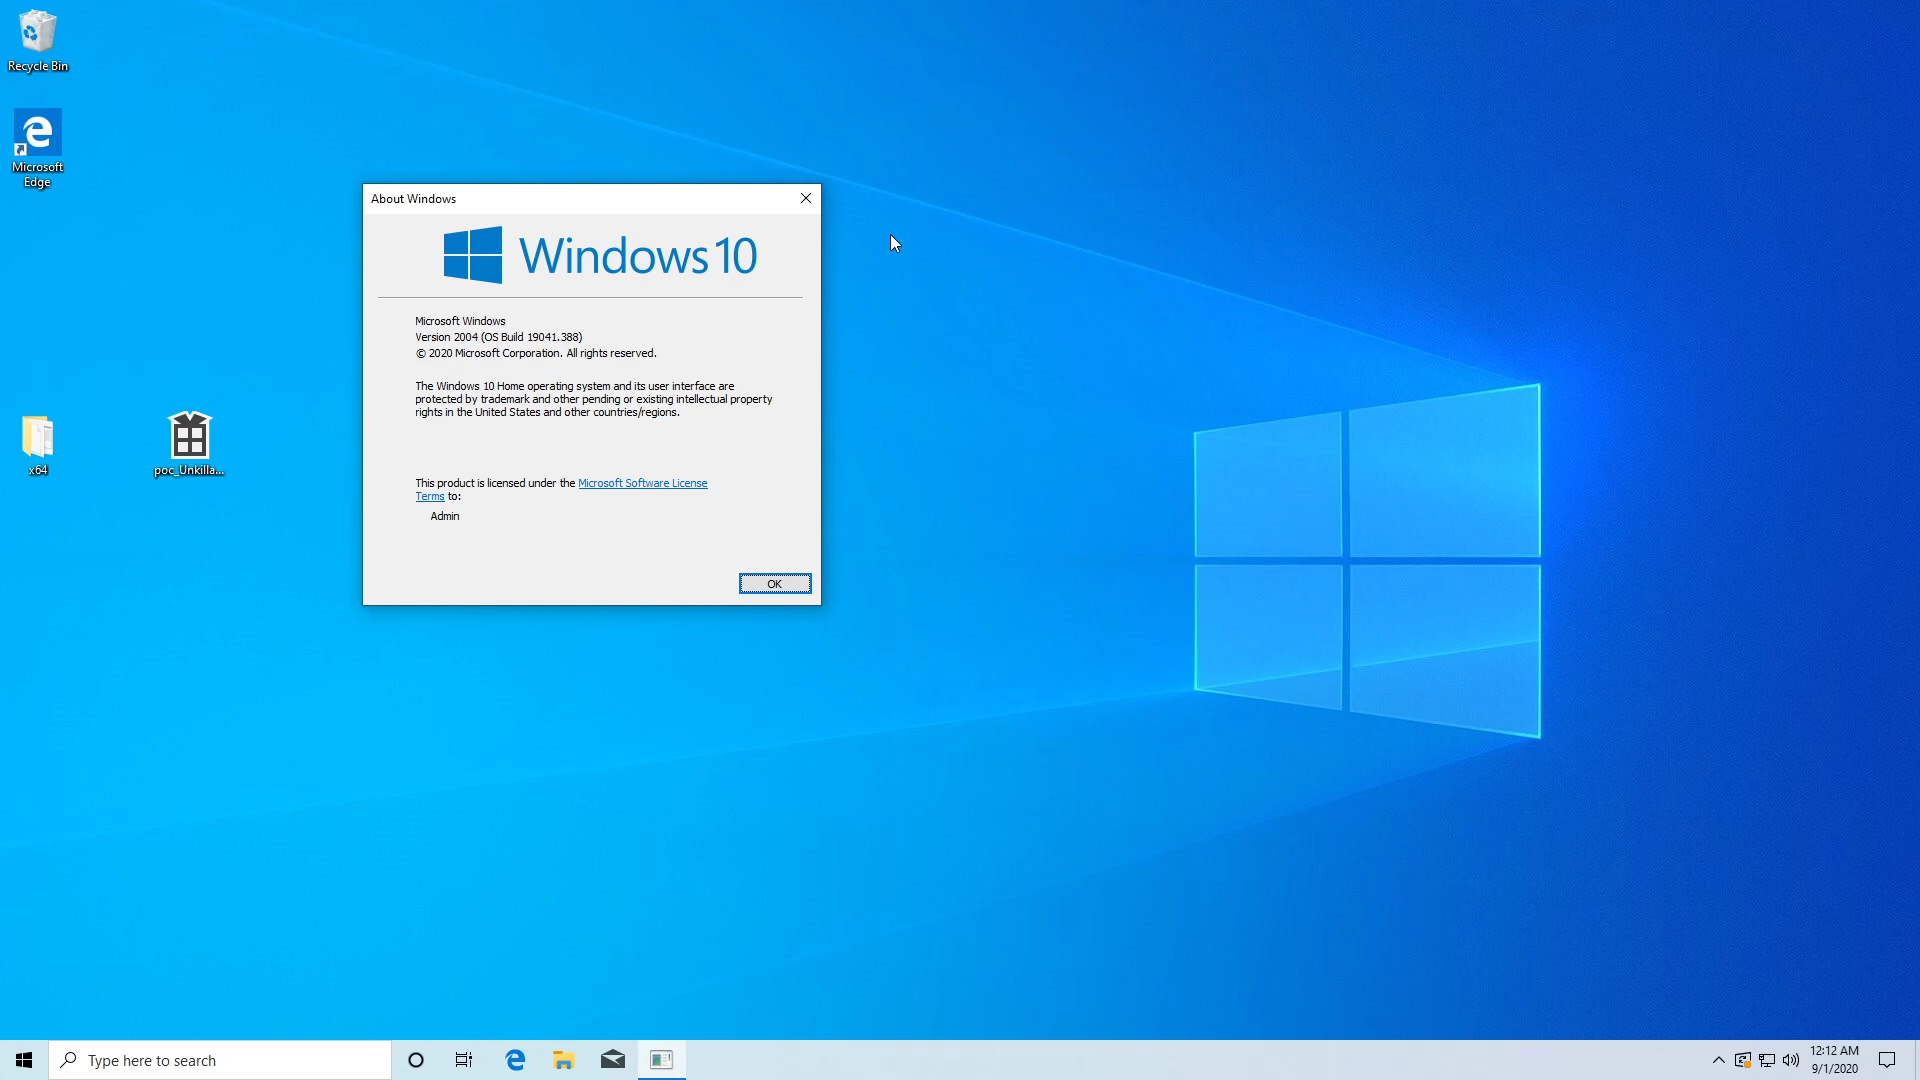 Recycle Bin
Microsoft
Edge
x64
poc_Unkilla...
About Windows
Windows 10
Microsoft Windows
Version 2004 (OS Build 19041.388)
© 2020 Microsoft Corporation. All rights reserved.
The Windows 10 Home operating system and its user interface are
protected by trademark and other pending or existing intellectual property
rights in the United States and other countries/regions.
This product is licensed under the Microsoft Software License
Terms to:
Admin
OK
Type here to search
12:12 AM
9/1/2020